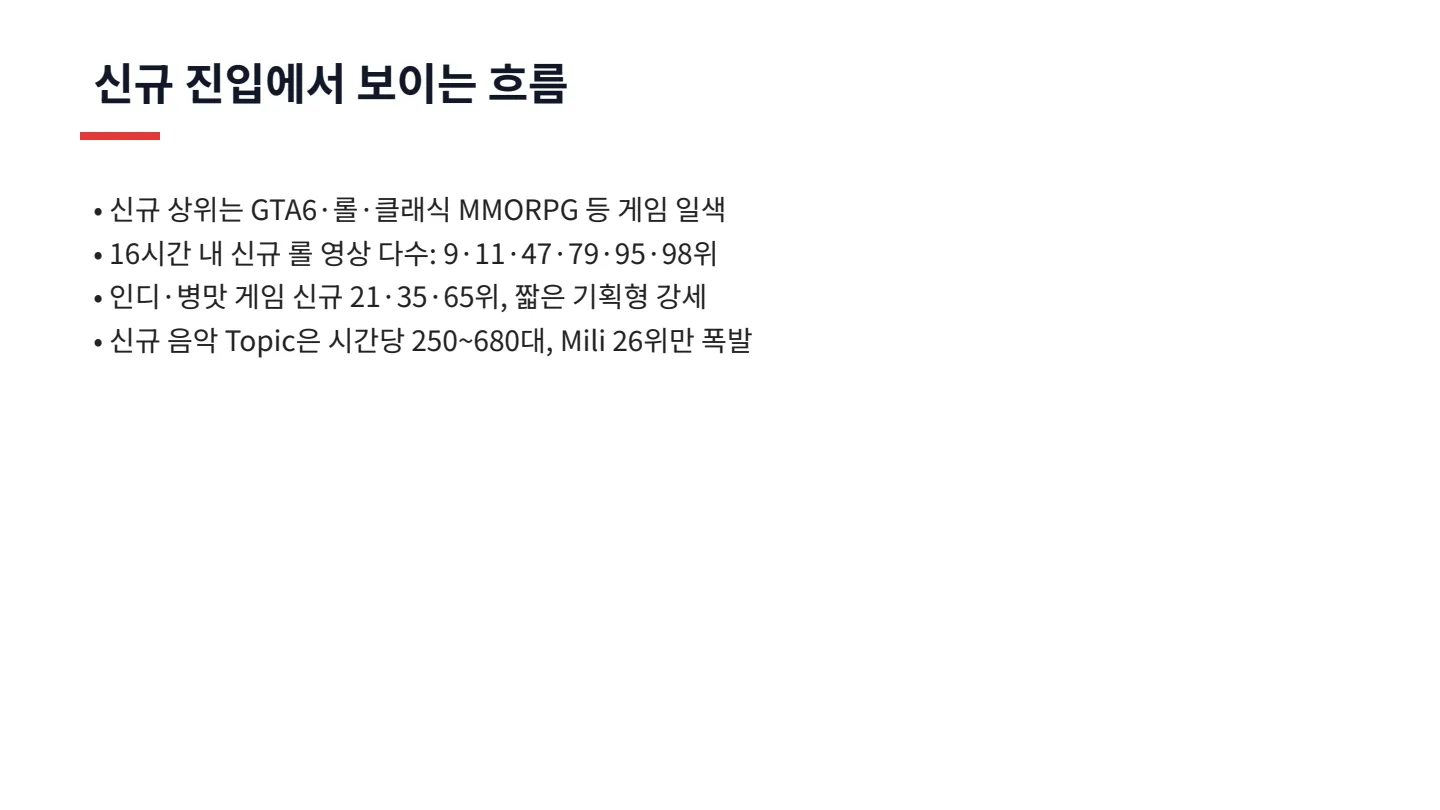 신규 진입에서 보이는 흐름
• 신규 상위는 GTA6·롤·클래식 MMORPG 등 게임 일색
• 16시간 내 신규 롤 영상 다수: 9·11·47·79·95·98위
• 인디·병맛 게임 신규 21·35·65위, 짧은 기획형 강세
• 신규 음악 Topic은 시간당 250~680대, Mili 26위만 폭발